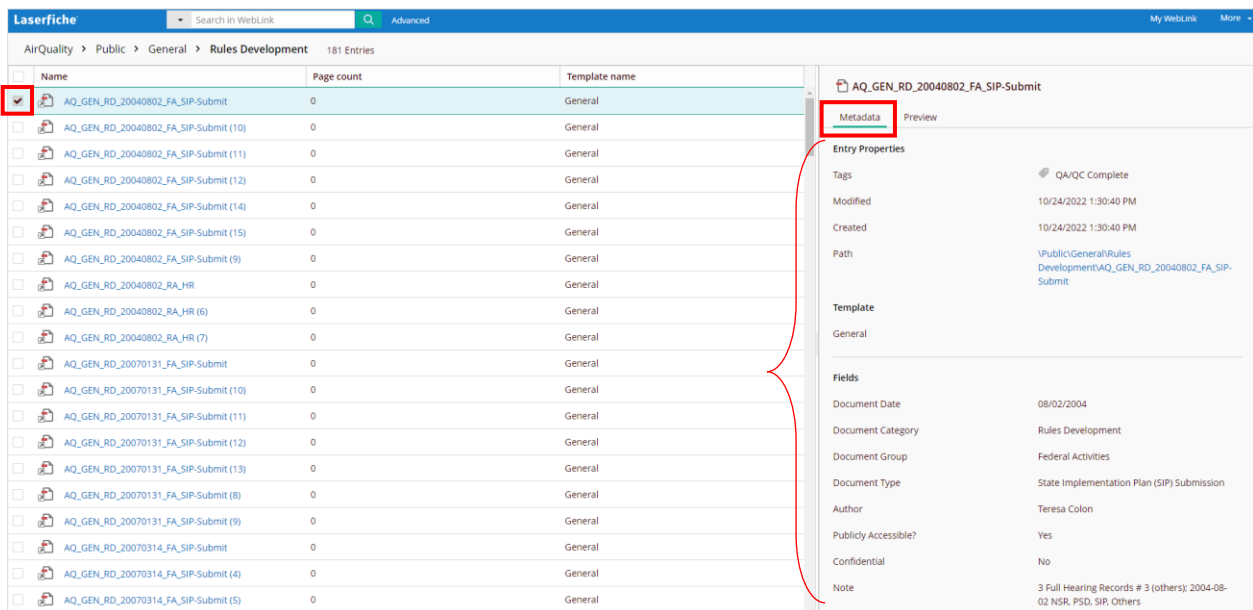 Laserfiche Search in WebLink Advanced My WebLink More
AirQuality > Public > General > Rules Development 181 Entries
Name Page count Template name
AQ_GEN_RD_20040802_FA_SIP-Submit 0 General
AQ_GEN_RD_20040802_FA_SIP-Submit (10) 0 General
AQ_GEN_RD_20040802_FA_SIP-Submit (11) 0 General
AQ_GEN_RD_20040802_FA_SIP-Submit (12) 0 General
AQ_GEN_RD_20040802_FA_SIP-Submit (14) 0 General
AQ_GEN_RD_20040802_FA_SIP-Submit (15) 0 General
AQ_GEN_RD_20040802_FA_SIP-Submit (9) 0 General
AQ_GEN_RD_20040802_RA_HR 0 General
AQ_GEN_RD_20040802_RA_HR (6) 0 General
AQ_GEN_RD_20040802_RA_HR (7) 0 General
AQ_GEN_RD_20070131_FA_SIP-Submit 0 General
AQ_GEN_RD_20070131_FA_SIP-Submit (10) 0 General
AQ_GEN_RD_20070131_FA_SIP-Submit (11) 0 General
AQ_GEN_RD_20070131_FA_SIP-Submit (12) 0 General
AQ_GEN_RD_20070131_FA_SIP-Submit (13) 0 General
AQ_GEN_RD_20070131_FA_SIP-Submit (8) 0 General
AQ_GEN_RD_20070131_FA_SIP-Submit (9) 0 General
AQ_GEN_RD_20070314_FA_SIP-Submit 0 General
AQ_GEN_RD_20070314_FA_SIP-Submit (4) 0 General
AQ_GEN_RD_20070314_FA_SIP-Submit (5) 0 General
AQ_GEN_RD_20040802_FA_SIP-Submit
Metadata Preview
Entry Properties
Tags QA/QC Complete
Modified 10/24/2022 1:30:40 PM
Created 10/24/2022 1:30:40 PM
Path \Public\General\Rules
Development\AQ_GEN_RD_20040802_FA_SIP-
Submit
Template
General
Fields
Document Date 08/02/2004
Document Category Rules Development
Document Group Federal Activities
Document Type State Implementation Plan (SIP) Submission
Author Teresa Colon
Publicly Accessible? Yes
Confidential No
Note 3 Full Hearing Records # 3 (others); 2004-08-
02 NSR, PSD, SIP, Others